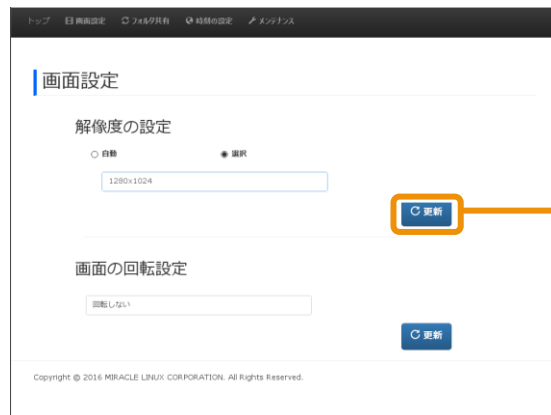 トップ 画面設定 フォルダ共有 時刻の設定 メンテナンス
画面設定
解像度の設定
自動 選択
1280x1024
更新
画面の回転設定
回転しない
更新
Copyright © 2016 MIRACLE LINUX CORPORATION. All Rights Reserved.